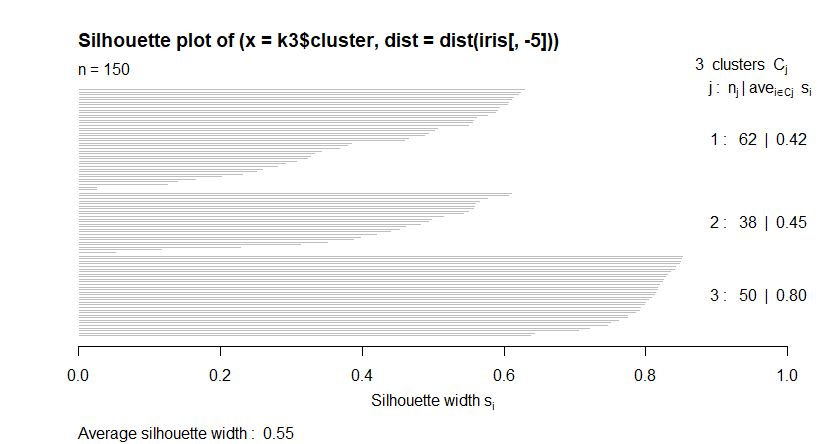 Silhouette plot of (x = k3$cluster, dist = dist(iris[, -5]))
n = 150
3 clusters Cj
j : nj | avei∈Cj si
1 : 62 | 0.42
2 : 38 | 0.45
3 : 50 | 0.80
0.0 0.2 0.4 0.6 0.8 1.0
Silhouette width si
Average silhouette width : 0.55